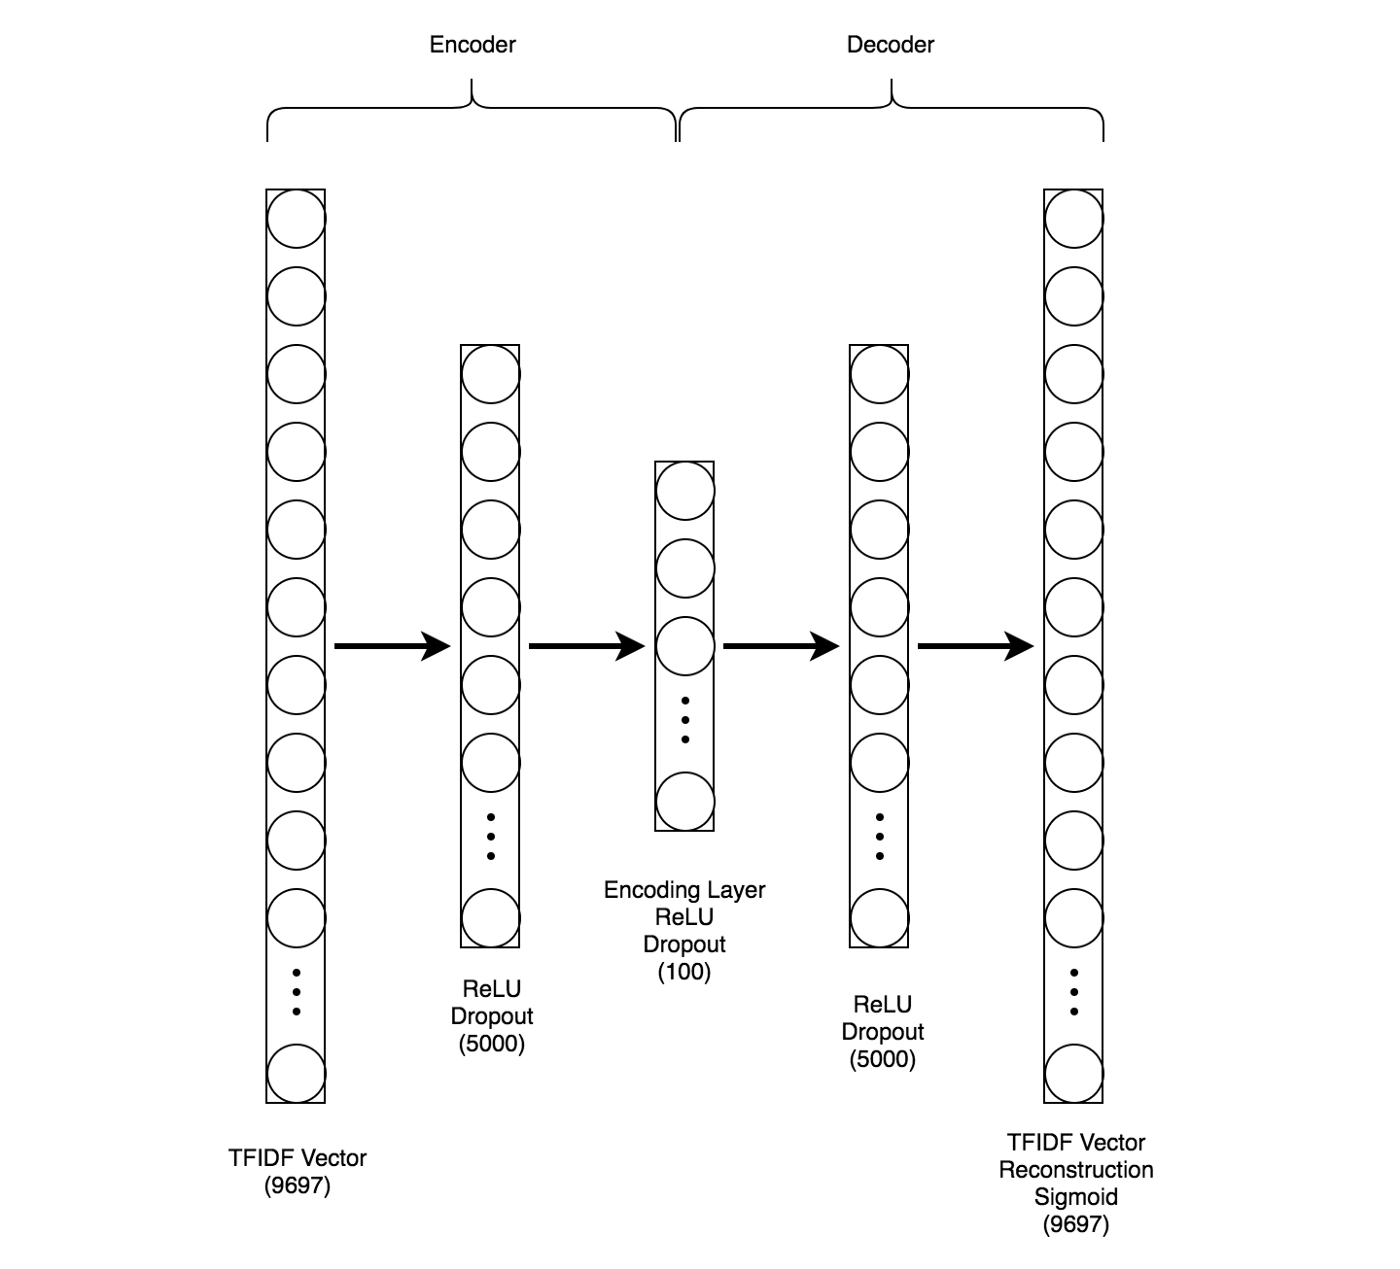 Encoder
Decoder
TFIDF Vector
(9697)
ReLU
Dropout
(5000)
Encoding Layer
ReLU
Dropout
(100)
ReLU
Dropout
(5000)
TFIDF Vector
Reconstruction
Sigmoid
(9697)